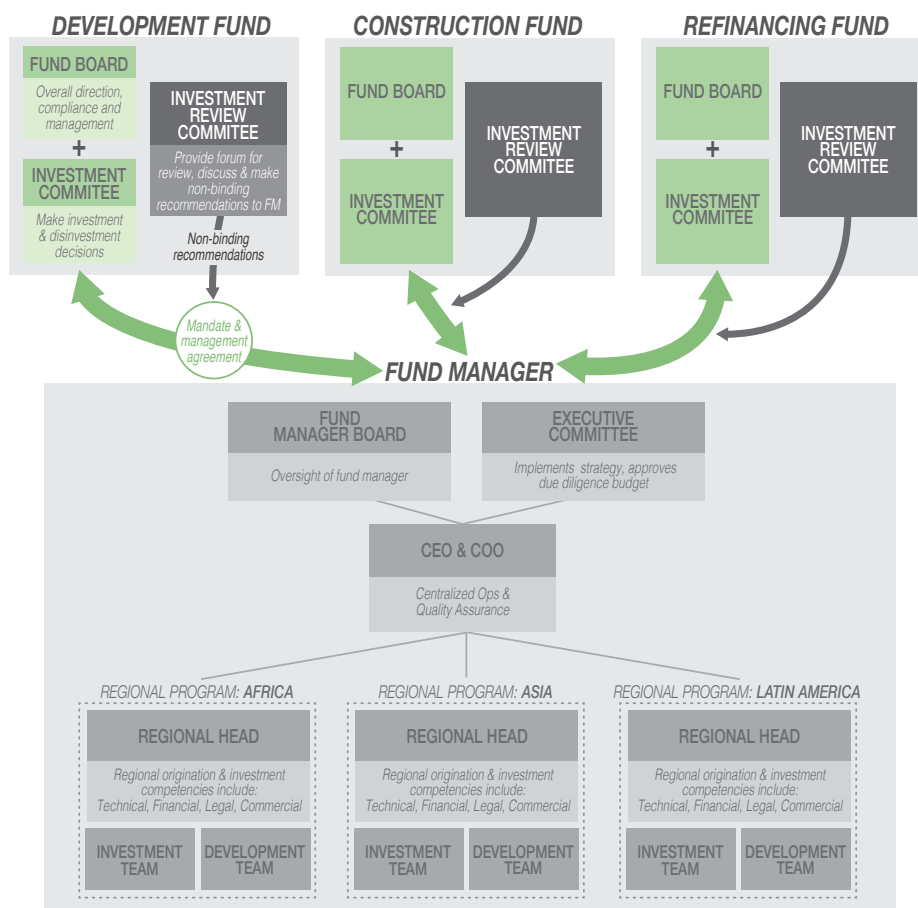 DEVELOPMENT FUND
FUND BOARD
Overall direction,
compliance and
management
+
INVESTMENT
COMMITEE
Make investment
& disinvestment
decisions
INVESTMENT
REVIEW
COMMITEE
Provide forum for
review, discuss & make
non-binding
recommendations to FM
Non-binding
recommendations
Mandate &
management
agreement
CONSTRUCTION FUND
FUND BOARD
+
INVESTMENT
COMMITEE
INVESTMENT
REVIEW
COMMITEE
REFINANCING FUND
FUND BOARD
+
INVESTMENT
COMMITEE
INVESTMENT
REVIEW
COMMITEE
FUND MANAGER
FUND
MANAGER BOARD
Oversight of fund manager
EXECUTIVE
COMMITTEE
Implements strategy, approves
due diligence budget
CEO & COO
Centralized Ops &
Quality Assurance
REGIONAL PROGRAM: AFRICA
REGIONAL HEAD
Regional origination & investment
competencies include:
Technical, Financial, Legal, Commercial
INVESTMENT
TEAM
DEVELOPMENT
TEAM
REGIONAL PROGRAM: ASIA
REGIONAL HEAD
Regional origination & investment
competencies include:
Technical, Financial, Legal, Commercial
INVESTMENT
TEAM
DEVELOPMENT
TEAM
REGIONAL PROGRAM: LATIN AMERICA
REGIONAL HEAD
Regional origination & investment
competencies include:
Technical, Financial, Legal, Commercial
INVESTMENT
TEAM
DEVELOPMENT
TEAM